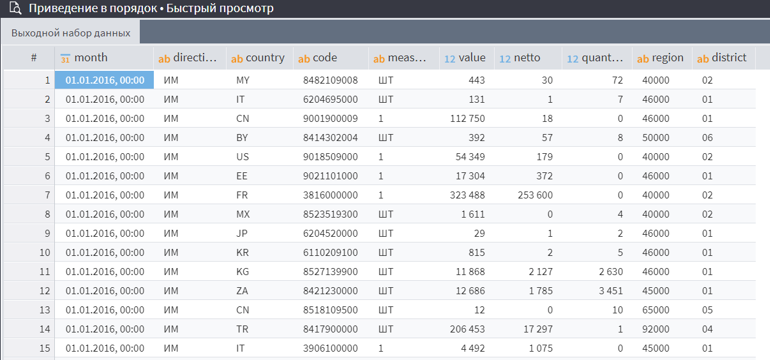 Приведение в порядок • Быстрый просмотр
Выходной набор данных
# 31 month ab directi... ab country ab code ab meas... 12 value 12 netto 12 quant... ab region ab district
1 01.01.2016, 00:00 ИМ MY 8482109008 ШТ 443 30 72 40000 02
2 01.01.2016, 00:00 ИМ IT 6204695000 ШТ 131 1 7 46000 01
3 01.01.2016, 00:00 ИМ CN 9001900009 1 112 750 18 0 46000 01
4 01.01.2016, 00:00 ИМ BY 8414302004 ШТ 392 57 8 50000 06
5 01.01.2016, 00:00 ИМ US 9018509000 1 54 349 179 0 40000 02
6 01.01.2016, 00:00 ИМ EE 9021101000 1 17 304 372 0 46000 01
7 01.01.2016, 00:00 ИМ FR 3816000000 1 323 488 253 600 0 40000 02
8 01.01.2016, 00:00 ИМ MX 8523519300 ШТ 1 611 0 4 40000 02
9 01.01.2016, 00:00 ИМ JP 6204520000 ШТ 29 1 2 46000 01
10 01.01.2016, 00:00 ИМ KR 6110209100 ШТ 815 2 5 46000 01
11 01.01.2016, 00:00 ИМ KG 8527139900 ШТ 11 868 2 127 2 630 46000 01
12 01.01.2016, 00:00 ИМ ZA 8421230000 ШТ 12 686 1 785 3 451 45000 01
13 01.01.2016, 00:00 ИМ CN 8518109500 ШТ 12 0 10 65000 05
14 01.01.2016, 00:00 ИМ TR 8417900000 ШТ 206 453 17 297 1 92000 04
15 01.01.2016, 00:00 ИМ IT 3906100000 1 4 492 1 075 0 45000 01